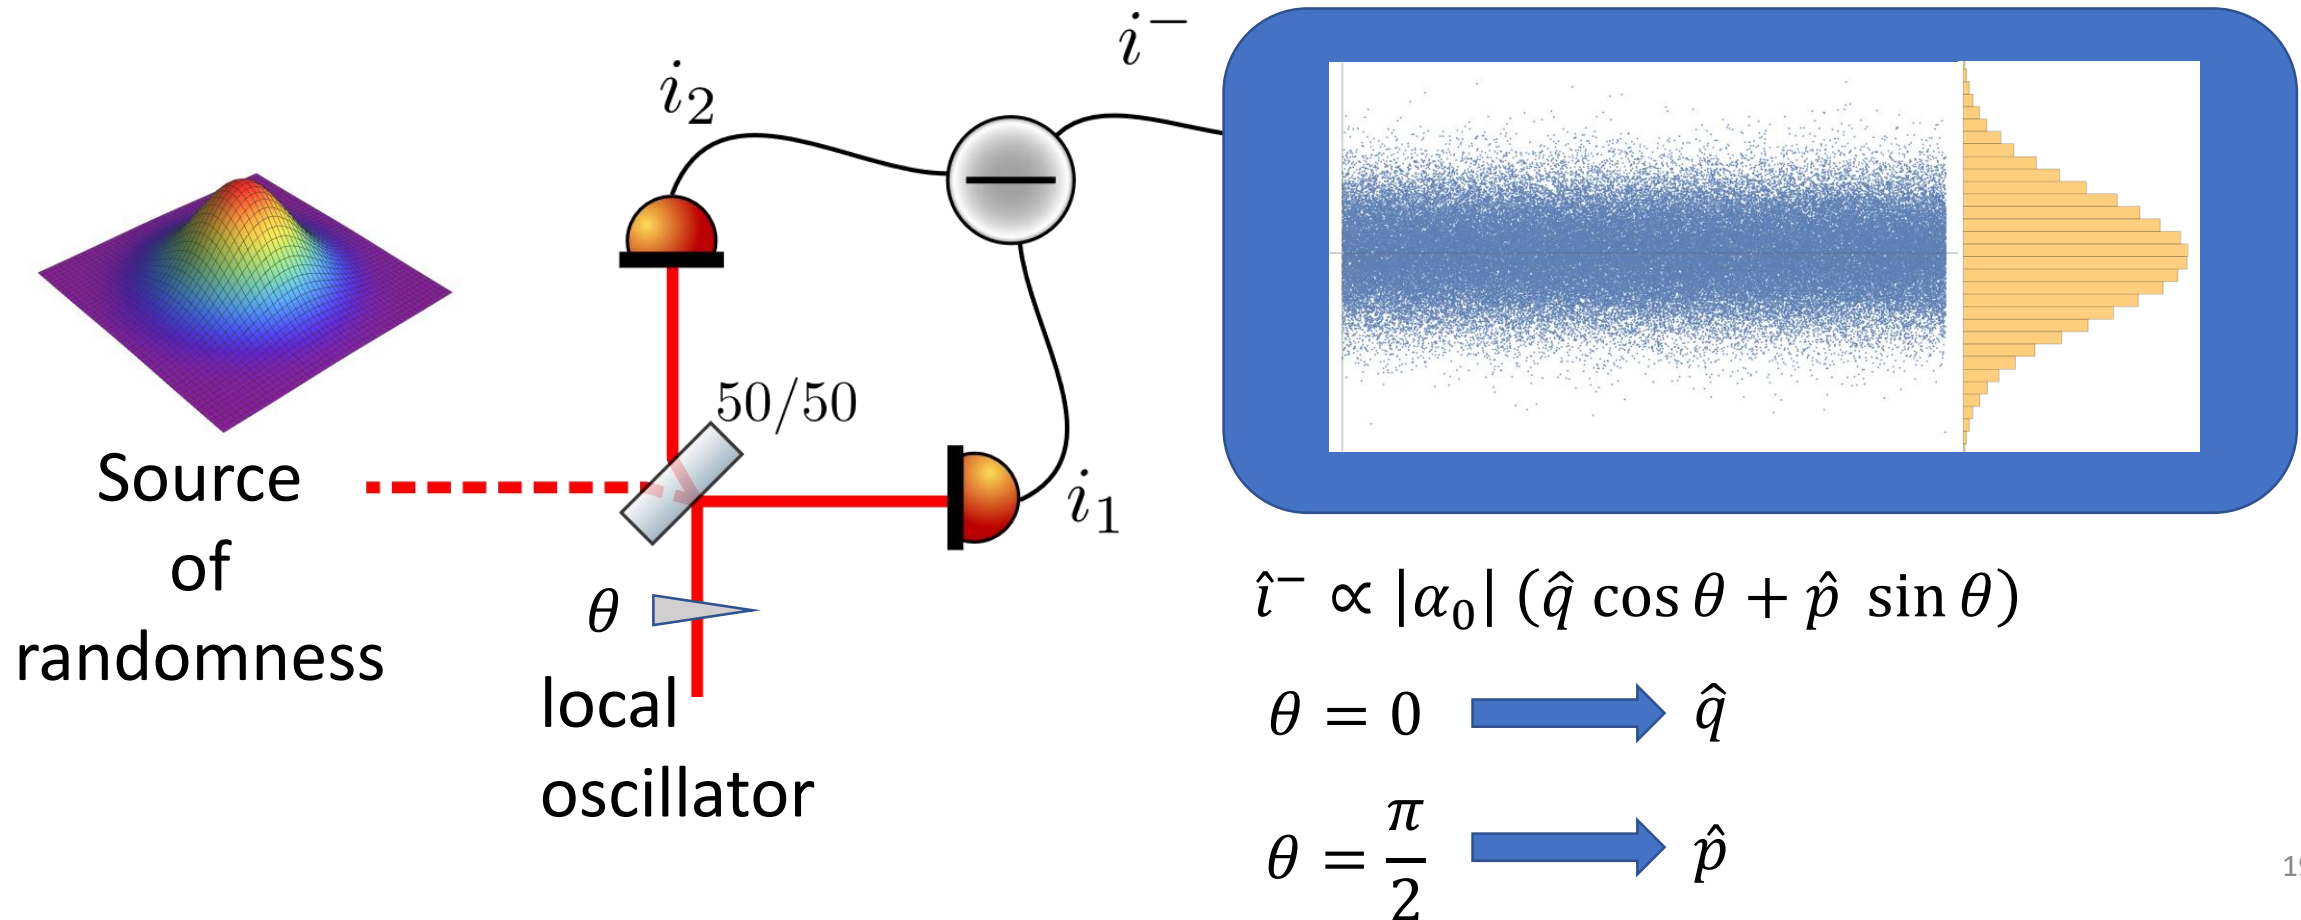 i₂
i⁻
50/50
i₁
Source
of
randomness
θ
local
oscillator
î⁻ ∝ |α₀| (q̂ cos θ + p̂ sin θ)
θ = 0 q̂
θ = π/2 p̂